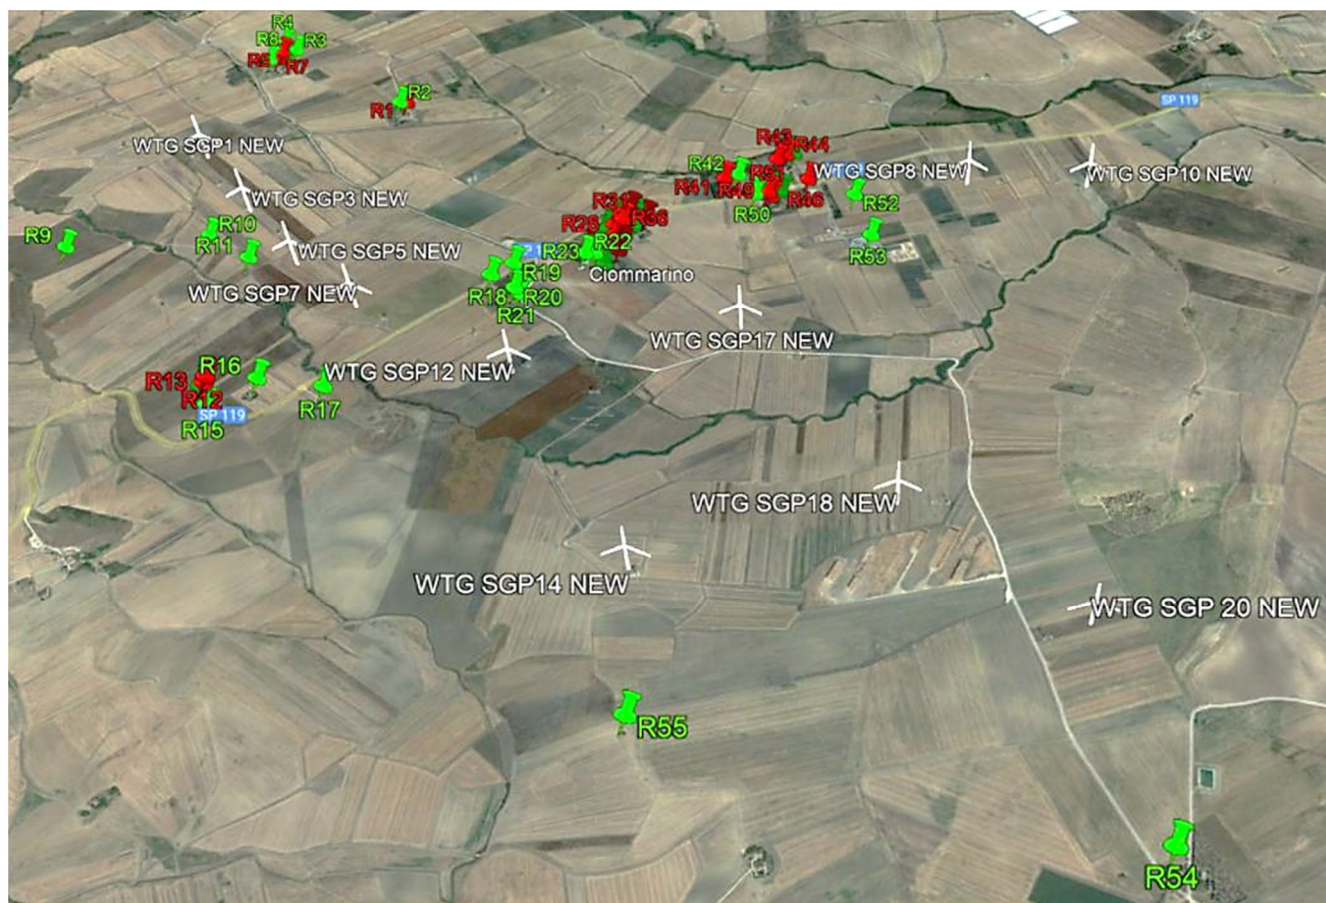 R4
R8
R3
R7
R2
R1
SP 119
WTG SGP1 NEW
R43
R44
R42
R41
R49
R51
R50
R46
WTG SGP8 NEW
WTG SGP10 NEW
WTG SGP3 NEW
R52
R53
R10
R11
R9
WTG SGP5 NEW
R36
R22
R23
Ciommarino
WTG SGP7 NEW
R19
R18
R20
R21
WTG SGP17 NEW
R16
R13
R12
SP 119
R15
R17
WTG SGP12 NEW
WTG SGP18 NEW
WTG SGP14 NEW
WTG SGP 20 NEW
R55
R54